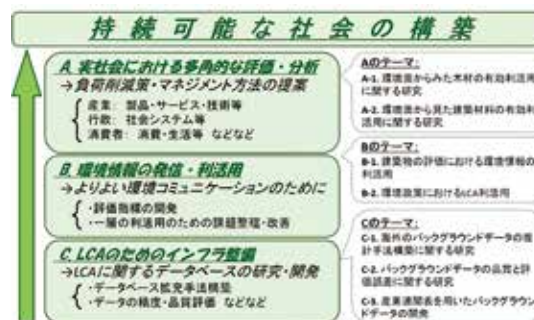 持続可能な社会の構築
A. 実社会における多角的な評価・分析
→負荷削減策・マネジメント方法の提案
産業: 製品・サービス・技術等
行政: 社会システム等
消費者: 消費・生活等 などなど
B. 環境情報の発信・利活用
→よりよい環境コミュニケーションのために
・評価指標の開発
・一層の利活用のための課題整理・改善
C. LCAのためのインフラ整備
→LCAに関するデータベースの研究・開発
・データベース拡充手法構築
・データの精度・品質評価 などなど
Aのテーマ:
A-1. 環境面からみた木材の有効利活用
に関する研究
A-2. 環境面から見た建築材料の有効利
活用に関する研究
Bのテーマ:
B-1. 建築物の評価における環境情報の
利活用
B-2. 環境政策におけるLCA利活用
Cのテーマ:
C-1. 海外のバックグラウンドデータの推
計手法構築に関する研究
C-2. バックグラウンドデータの品質と評
価誤差に関する研究
C-3. 産業連関表を用いたバックグラウン
ドデータの開発